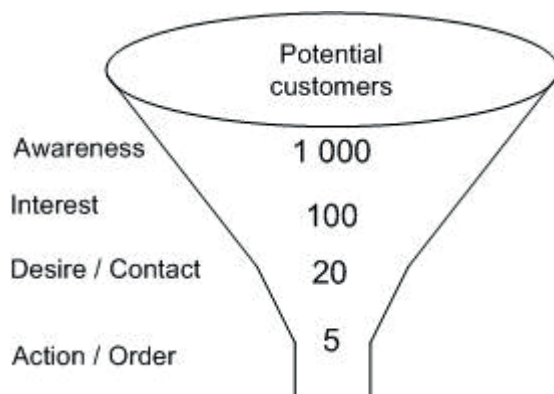 Potential
customers
Awareness
1 000
Interest
100
Desire / Contact
20
Action / Order
5